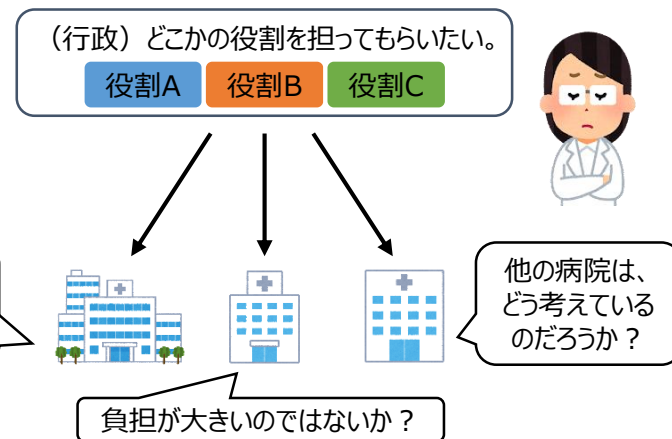 （行政）どこかの役割を担ってもらいたい。
役割A 役割B 役割C
他の病院は、
どう考えている
のだろうか？
負担が大きいのではないか？